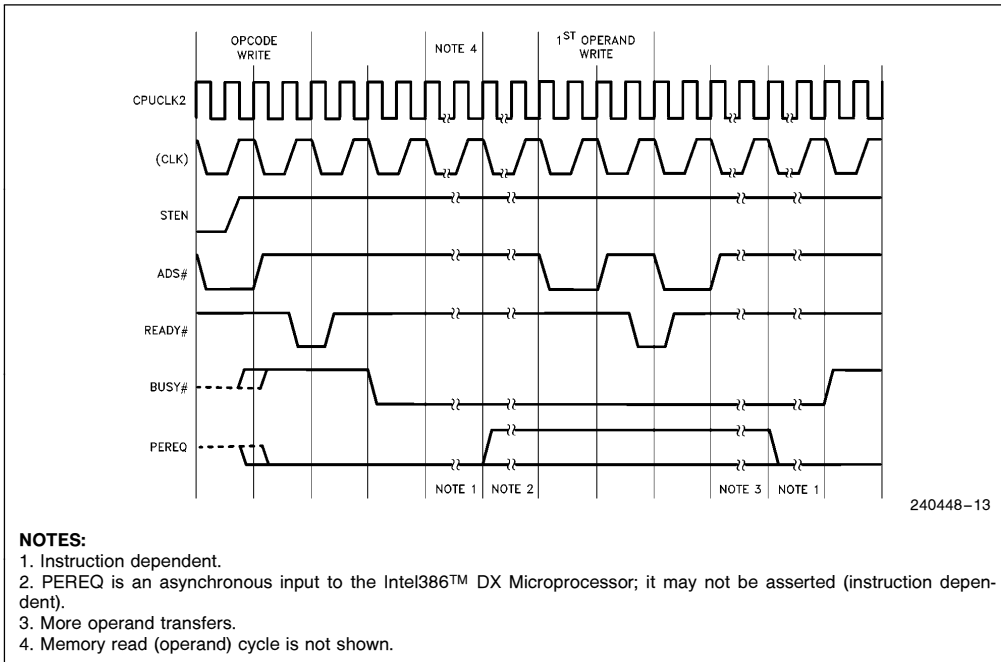 OPCODE
WRITE
NOTE 4
1ST OPERAND
WRITE
CPUCLK2
(CLK)
STEN
ADS#
READY#
BUSY#
PEREQ
NOTE 1
NOTE 2
NOTE 3
NOTE 1
240448–13
NOTES:
1. Instruction dependent.
2. PEREQ is an asynchronous input to the Intel386™ DX Microprocessor; it may not be asserted (instruction depen-
dent).
3. More operand transfers.
4. Memory read (operand) cycle is not shown.